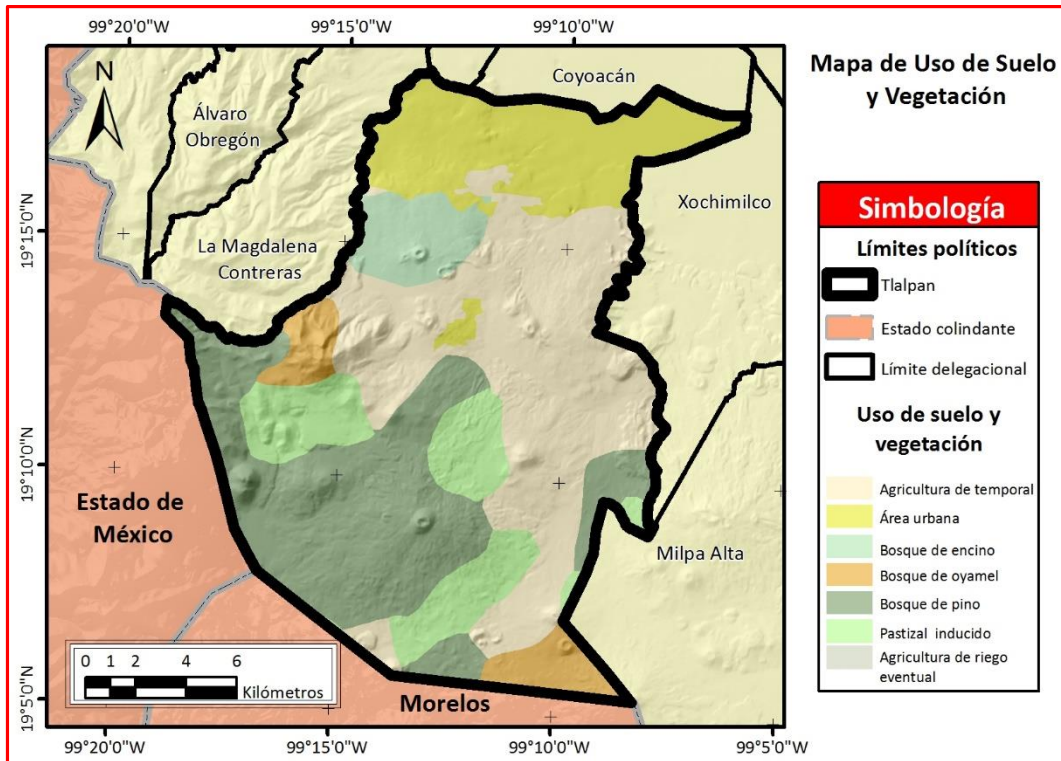 99°20'0"W
99°15'0"W
99°10'0"W
N
Coyoacán
Álvaro
Obregón
Xochimilco
La Magdalena
Contreras
19°15'0"N
19°10'0"N
19°5'0"N
Estado de
México
Milpa Alta
0 1 2 4 6
Kilómetros
Morelos
99°20'0"W
99°15'0"W
99°10'0"W
99°5'0"W
Mapa de Uso de Suelo
y Vegetación
Simbología
Límites políticos
Tlalpan
Estado colindante
Límite delegacional
Uso de suelo y
vegetación
Agricultura de temporal
Área urbana
Bosque de encino
Bosque de oyamel
Bosque de pino
Pastizal inducido
Agricultura de riego
eventual